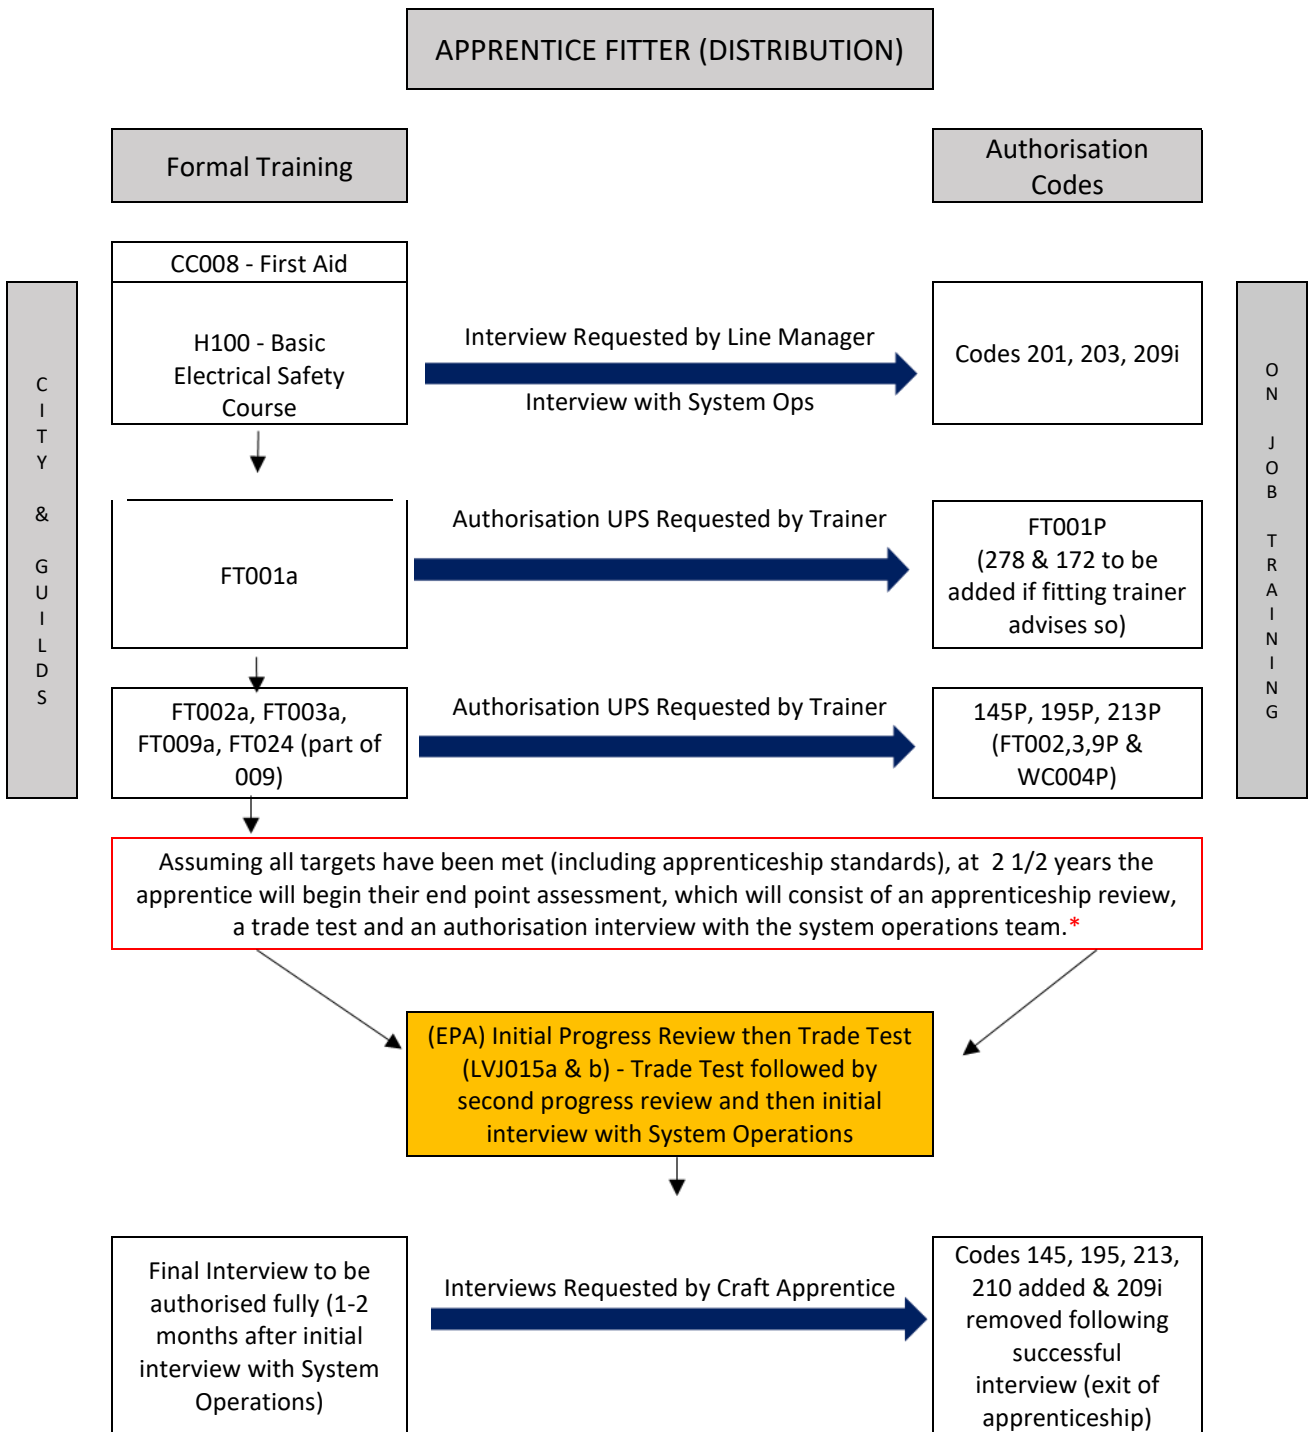 APPRENTICE FITTER (DISTRIBUTION)
Formal Training
Authorisation
Codes
CITY & GUILDS
CC008 - First Aid
H100 - Basic
Electrical Safety
Course
Interview Requested by Line Manager
Interview with System Ops
Codes 201, 203, 209i
ON JOB TRAINING
FT001a
Authorisation UPS Requested by Trainer
FT001P
(278 & 172 to be
added if fitting trainer
advises so)
FT002a, FT003a,
FT009a, FT024 (part of
009)
Authorisation UPS Requested by Trainer
145P, 195P, 213P
(FT002,3,9P &
WC004P)
Assuming all targets have been met (including apprenticeship standards), at 2 1/2 years the
apprentice will begin their end point assessment, which will consist of an apprenticeship review,
a trade test and an authorisation interview with the system operations team.*
(EPA) Initial Progress Review then Trade Test
(LVJ015a & b) - Trade Test followed by
second progress review and then initial
interview with System Operations
Final Interview to be
authorised fully (1-2
months after initial
interview with System
Operations)
Interviews Requested by Craft Apprentice
Codes 145, 195, 213,
210 added & 209i
removed following
successful
interview (exit of
apprenticeship)